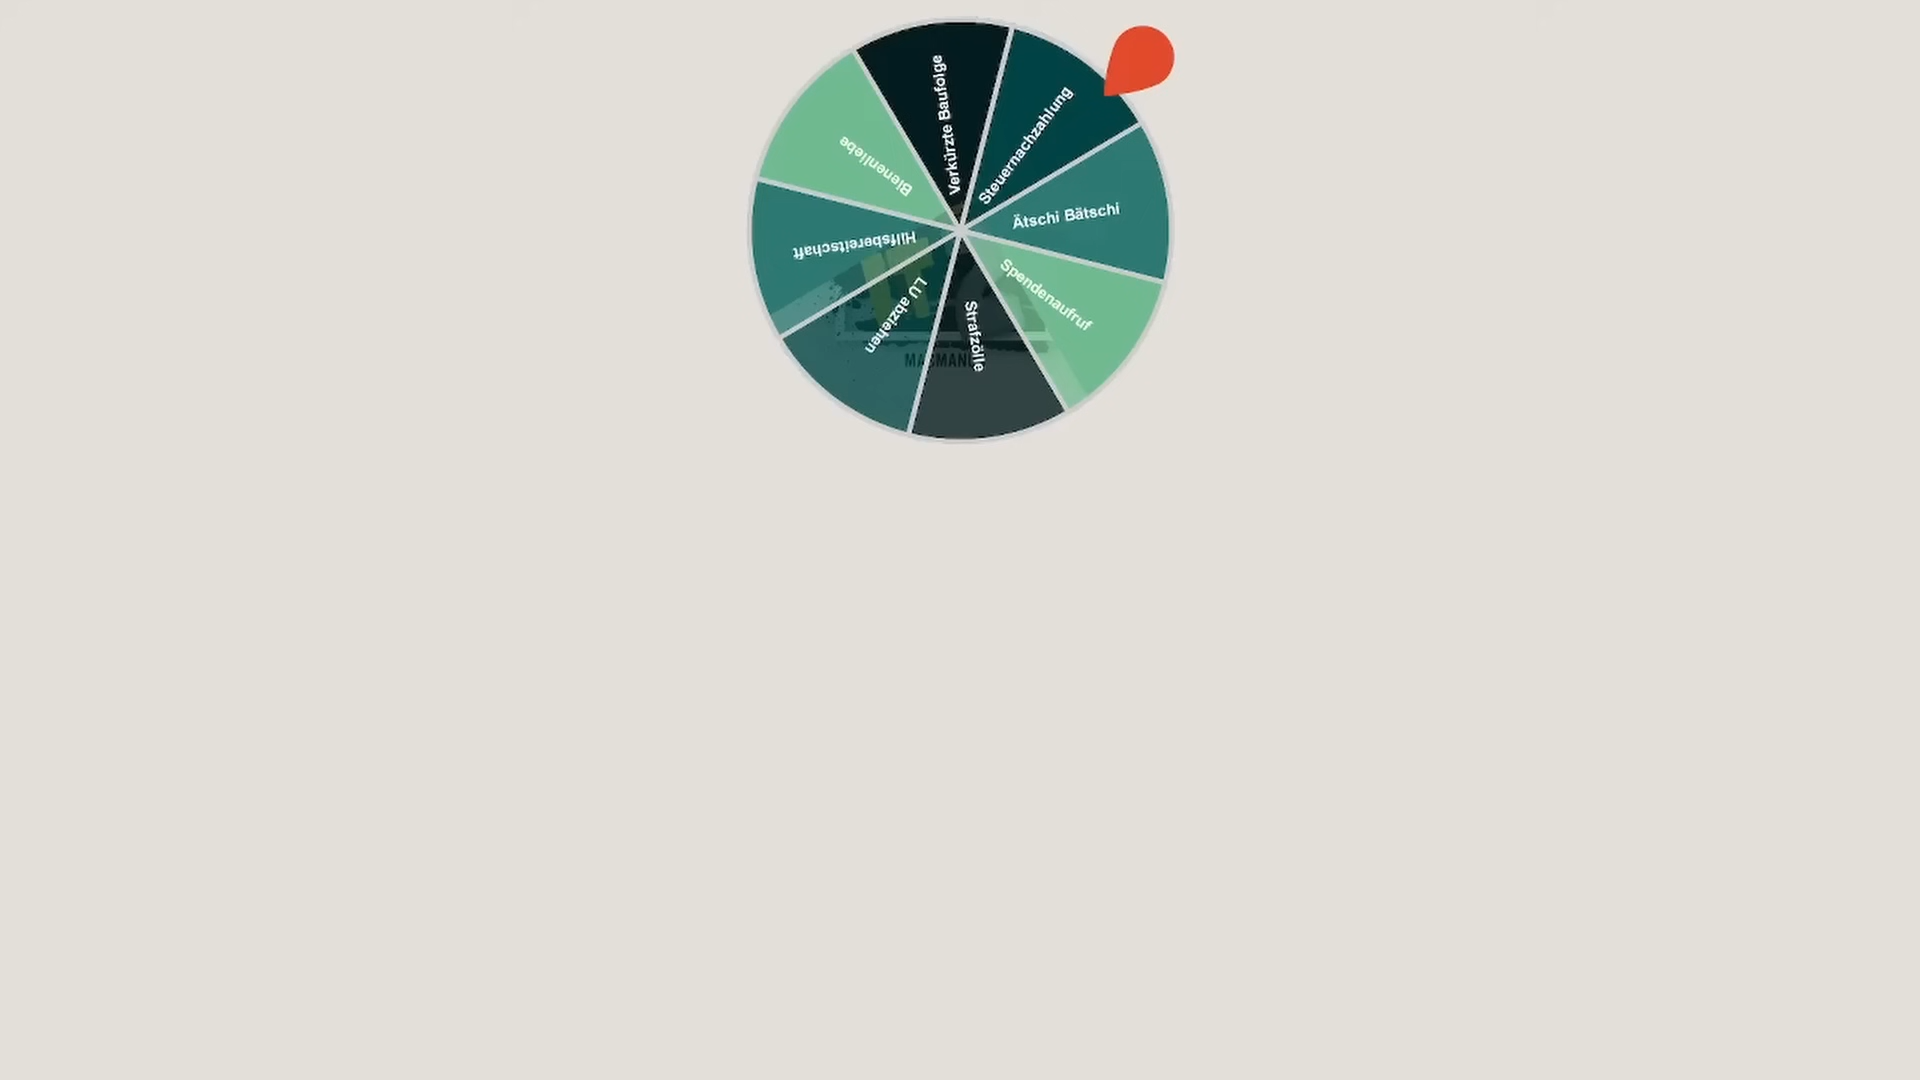 Verkürzte Baufolge
Steuernachzahlung
Ätschi Bätschi
Spendenaufruf
Strafzölle
LU abziehen
Hilfsbereitschaft
Bienenliebe